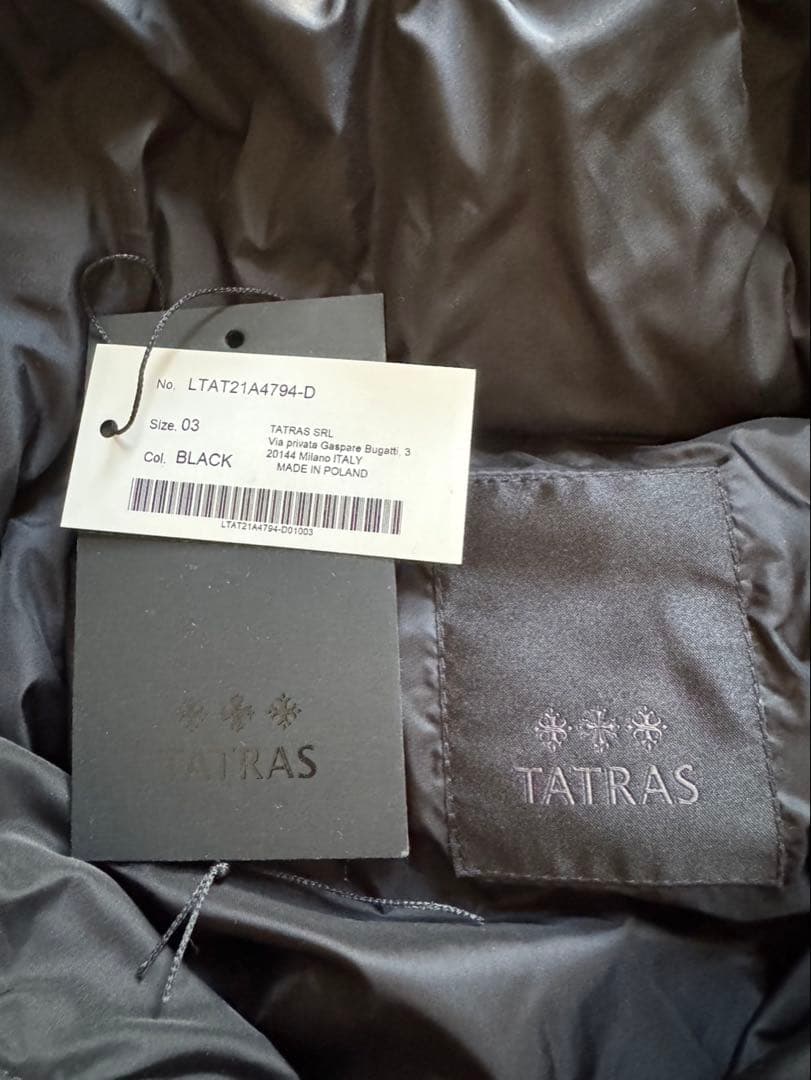 No. LTAT21A4794-D
Size. 03
Col. BLACK
TATRAS SRL
Via privata Gaspare Bugatti, 3
20144 Milano ITALY
MADE IN POLAND
LTAT21A4794-D01003
TATRAS
TATRAS